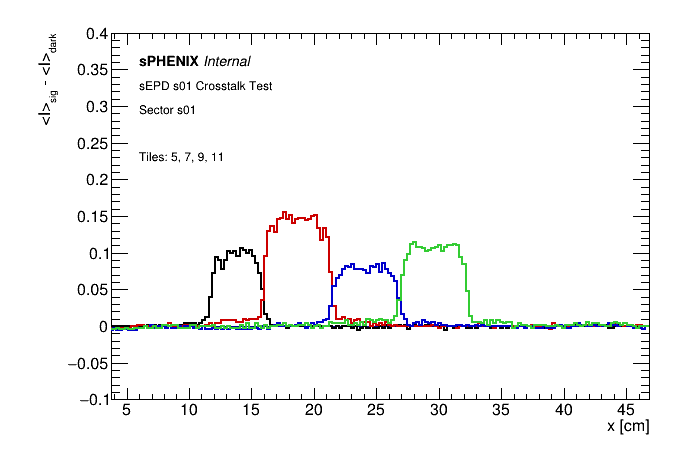 0.4
0.35
0.3
0.25
0.2
0.15
0.1
0.05
0
−0.05
−0.1
<I>sig - <I>dark
sPHENIX Internal
sEPD s01 Crosstalk Test
Sector s01
Tiles: 5, 7, 9, 11
5 10 15 20 25 30 35 40 45
x [cm]